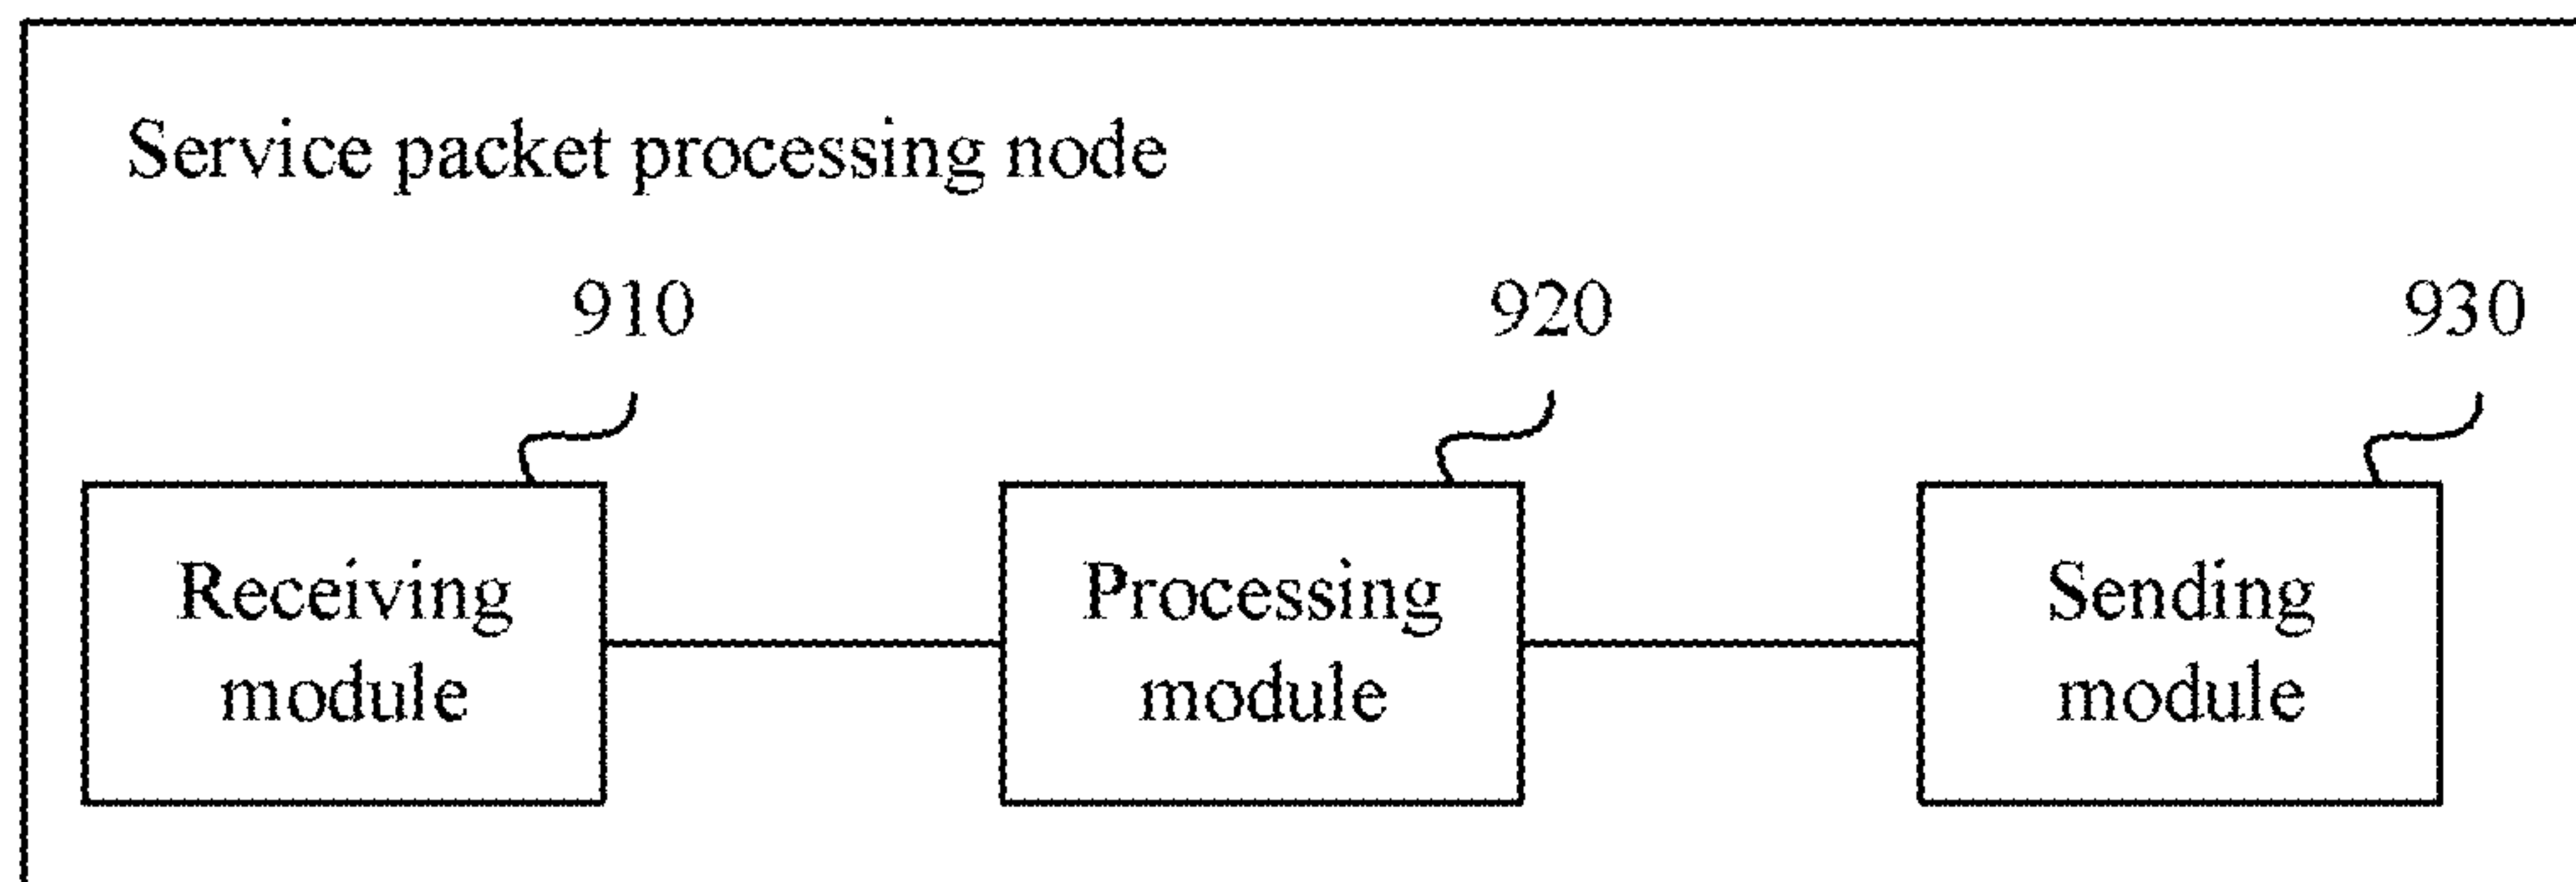 Service packet processing node
910
920
930
Receiving
module
Processing
module
Sending
module